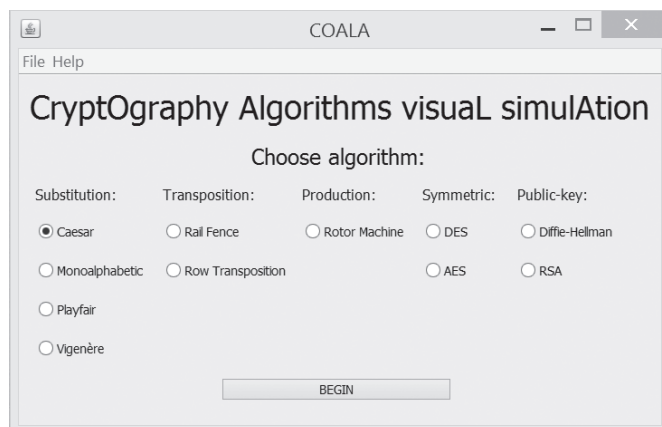 COALA
File Help
CryptOgraphy Algorithms visuaL simulAtion
Choose algorithm:
Substitution: Transposition: Production: Symmetric: Public-key:
Caesar Rail Fence Rotor Machine DES Diffie-Hellman
Monoalphabetic Row Transposition AES RSA
Playfair
Vigenère
BEGIN